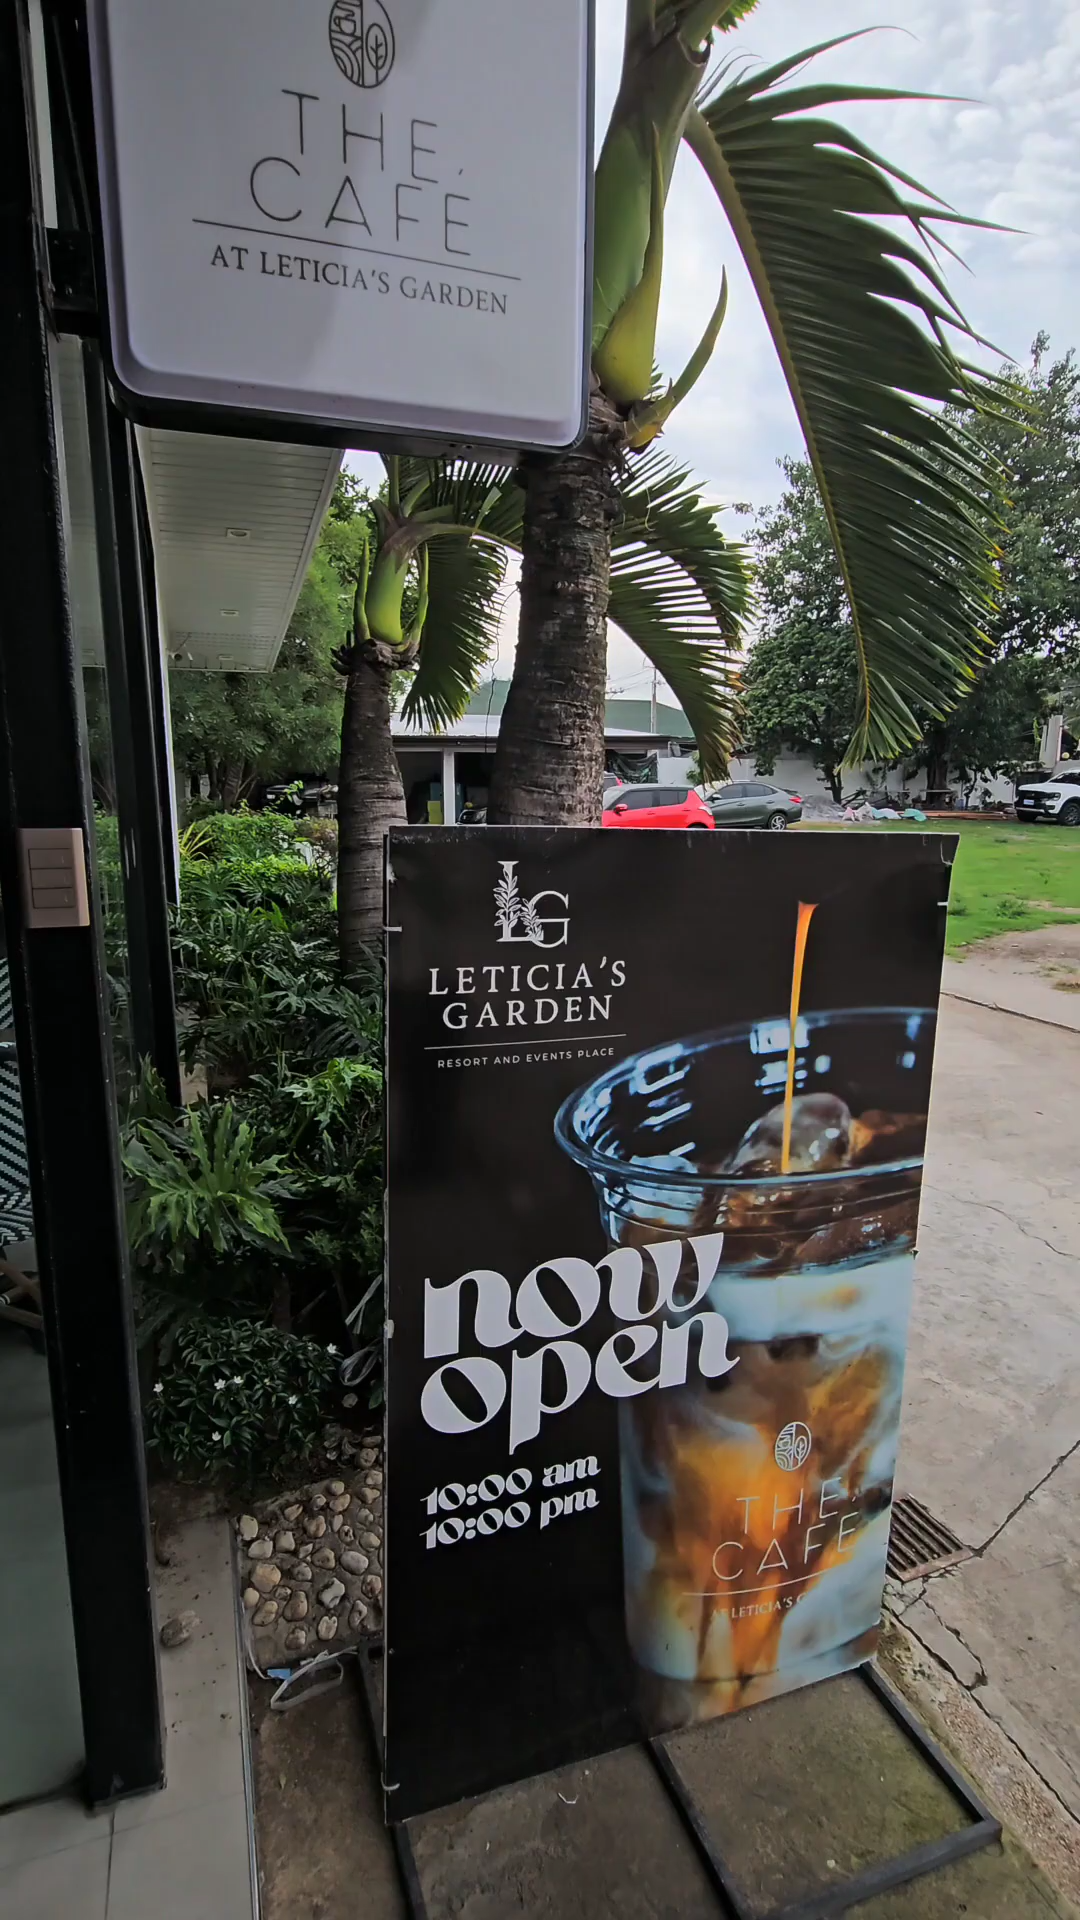 THE
CAFÉ
AT LETICIA'S GARDEN
LG
LETICIA'S
GARDEN
RESORT AND EVENTS PLACE
now
open
10:00 am
10:00 pm
THE
CAFÉ
AT LETICIA'S